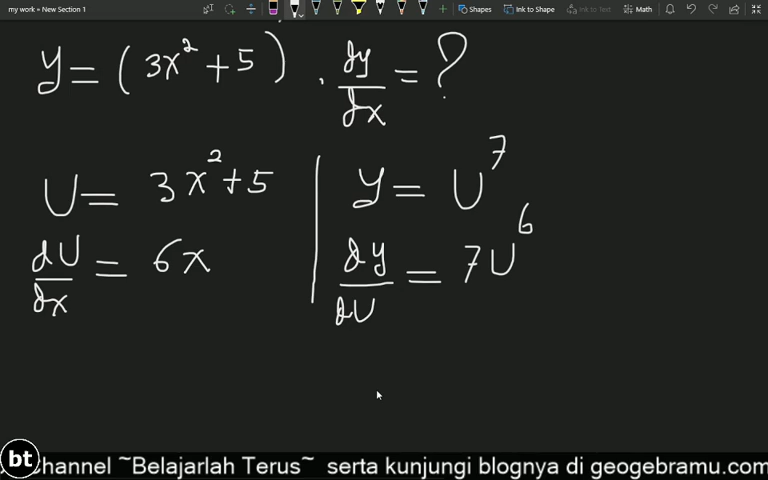 my work » New Section 1
Shapes Ink to Shape Ink to Text Math
y = (3x² + 5) . dy/dx = ?
U = 3x² + 5 | y = U⁷
dU/dx = 6x | dy/dU = 7U⁶
bt
channel ~Belajarlah Terus~ serta kunjungi blognya di geogebramu.com